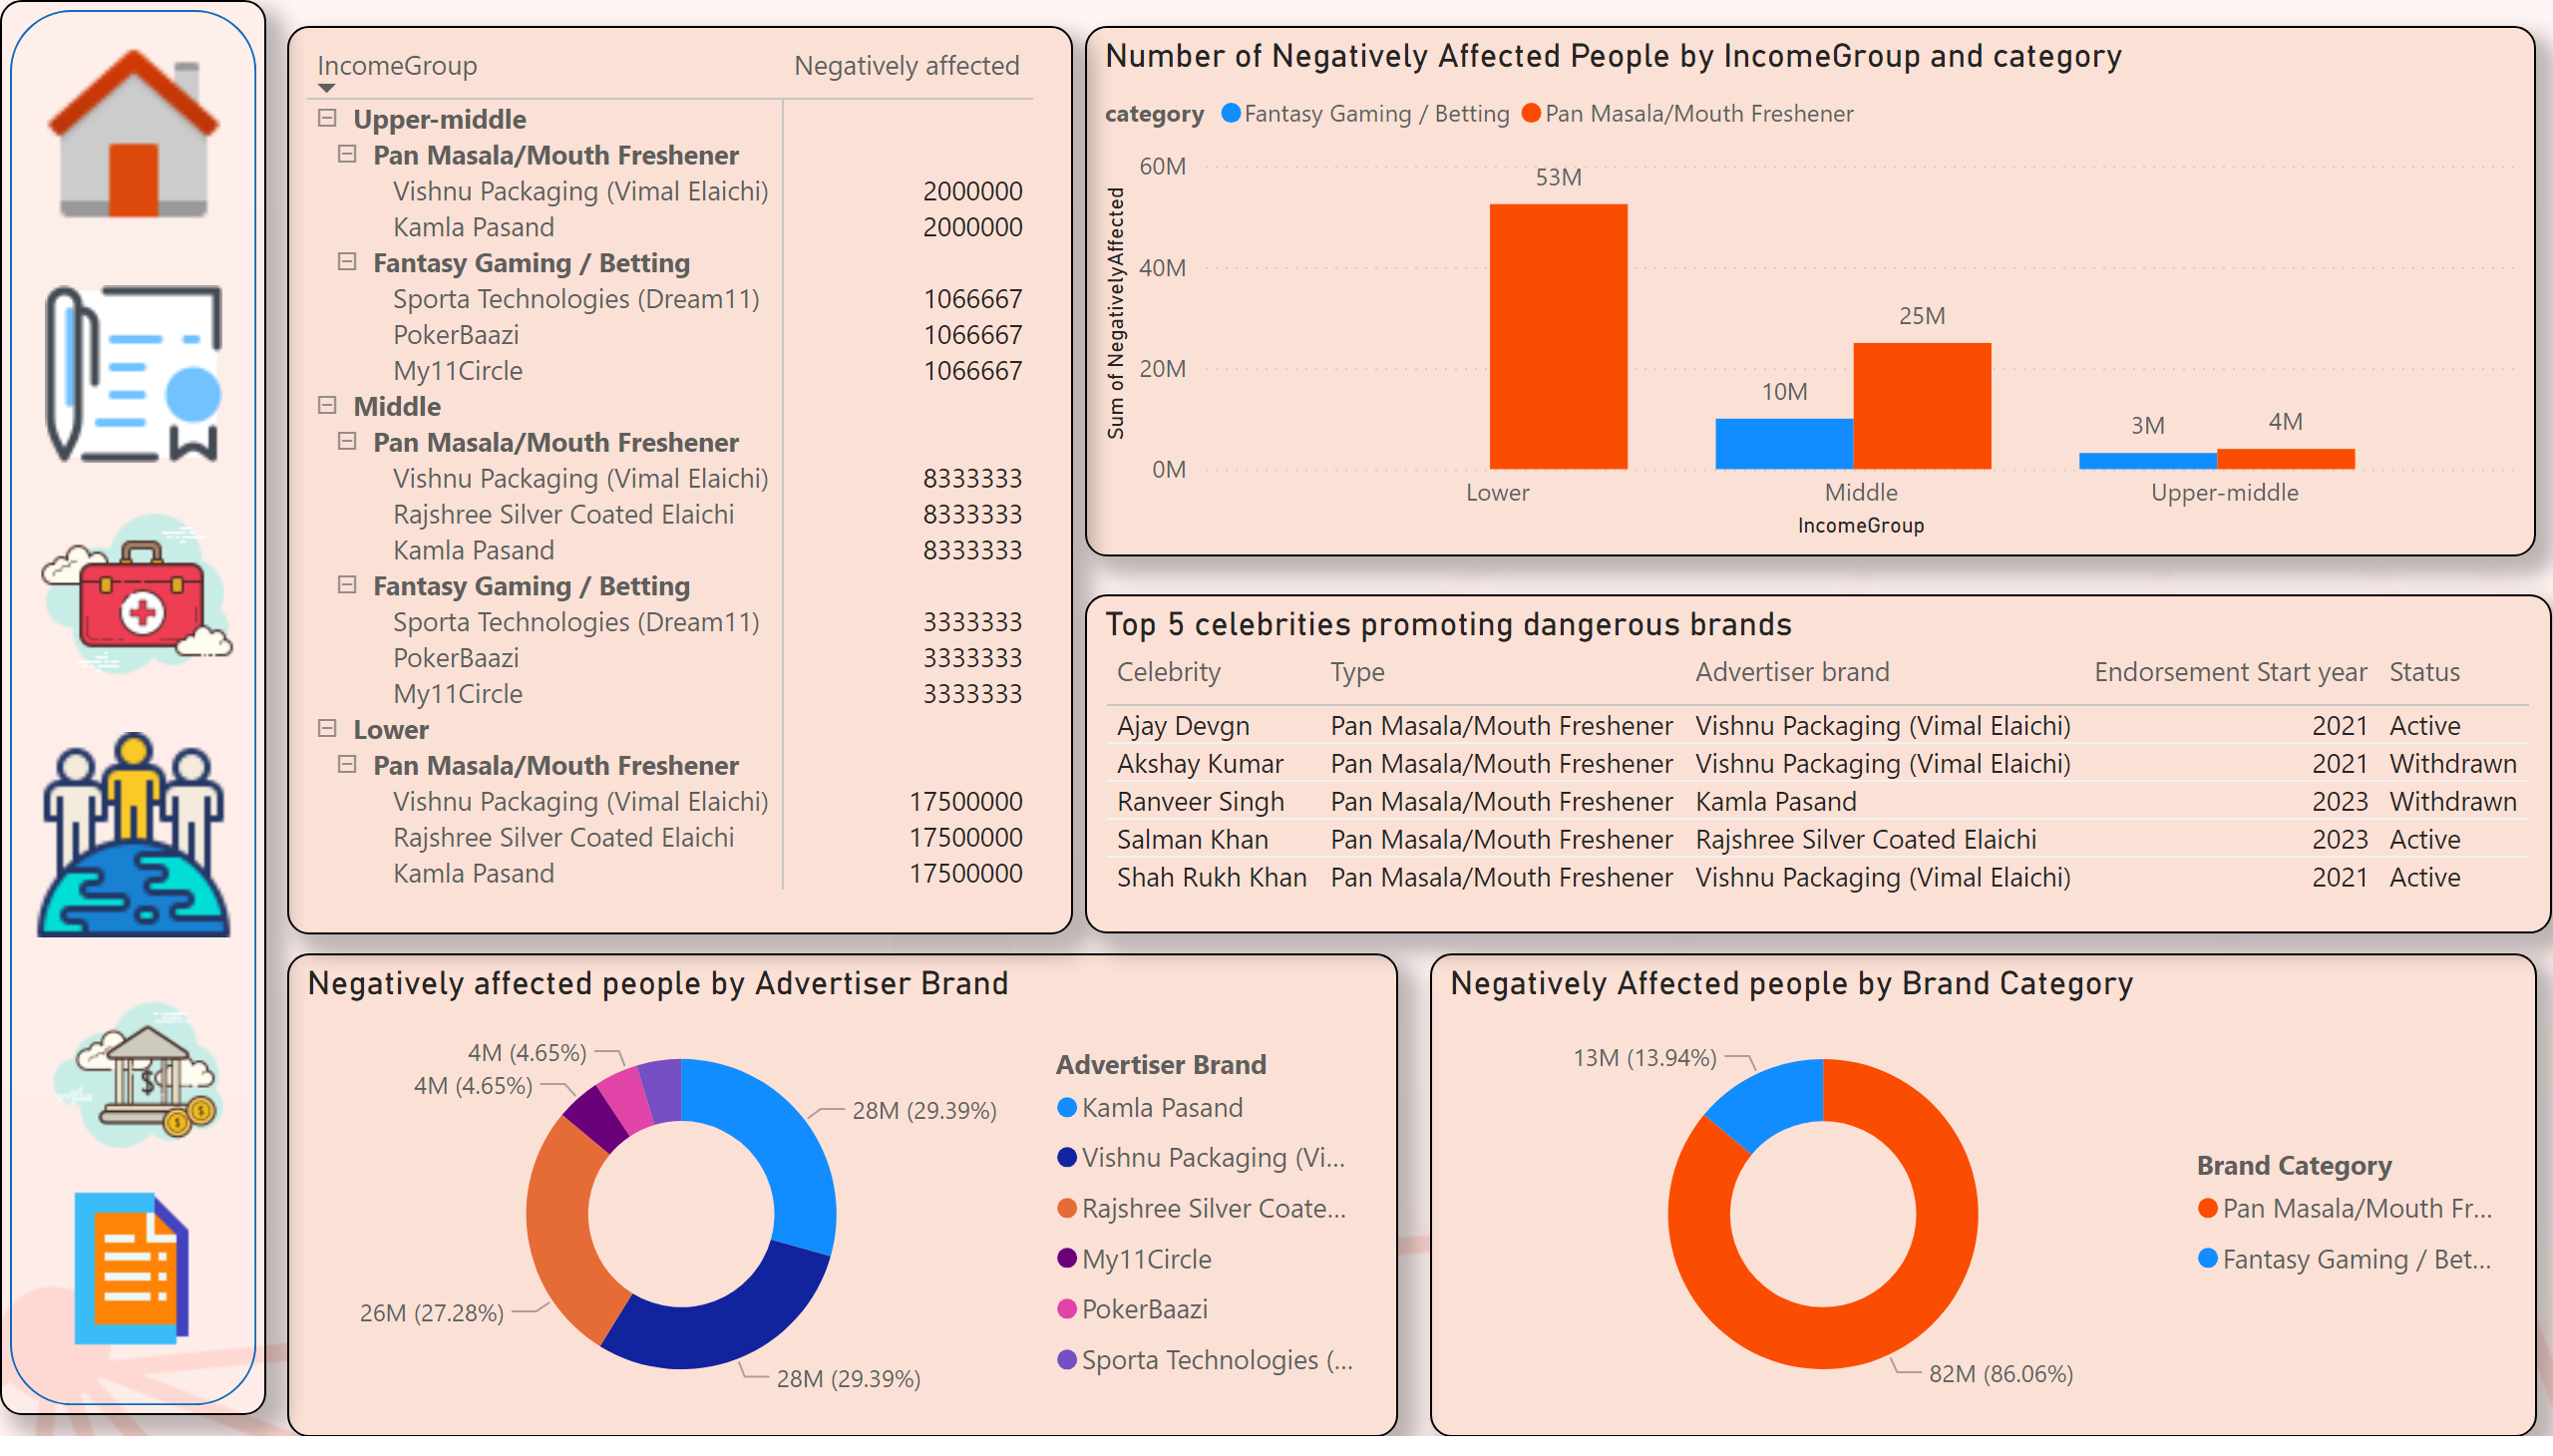 IncomeGroup Negatively affected
Upper-middle
Pan Masala/Mouth Freshener
Vishnu Packaging (Vimal Elaichi) 2000000
Kamla Pasand 2000000
Fantasy Gaming / Betting
Sporta Technologies (Dream11) 1066667
PokerBaazi 1066667
My11Circle 1066667
Middle
Pan Masala/Mouth Freshener
Vishnu Packaging (Vimal Elaichi) 8333333
Rajshree Silver Coated Elaichi 8333333
Kamla Pasand 8333333
Fantasy Gaming / Betting
Sporta Technologies (Dream11) 3333333
PokerBaazi 3333333
My11Circle 3333333
Lower
Pan Masala/Mouth Freshener
Vishnu Packaging (Vimal Elaichi) 17500000
Rajshree Silver Coated Elaichi 17500000
Kamla Pasand 17500000
Number of Negatively Affected People by IncomeGroup and category
category Fantasy Gaming / Betting Pan Masala/Mouth Freshener
Sum of NegativelyAffected
60M
40M
20M
0M
53M
10M
25M
3M
4M
Lower Middle Upper-middle
IncomeGroup
Top 5 celebrities promoting dangerous brands
Celebrity Type Advertiser brand Endorsement Start year Status
Ajay Devgn Pan Masala/Mouth Freshener Vishnu Packaging (Vimal Elaichi) 2021 Active
Akshay Kumar Pan Masala/Mouth Freshener Vishnu Packaging (Vimal Elaichi) 2021 Withdrawn
Ranveer Singh Pan Masala/Mouth Freshener Kamla Pasand 2023 Withdrawn
Salman Khan Pan Masala/Mouth Freshener Rajshree Silver Coated Elaichi 2023 Active
Shah Rukh Khan Pan Masala/Mouth Freshener Vishnu Packaging (Vimal Elaichi) 2021 Active
Negatively affected people by Advertiser Brand
4M (4.65%)
4M (4.65%)
28M (29.39%)
26M (27.28%)
28M (29.39%)
Advertiser Brand
Kamla Pasand
Vishnu Packaging (Vi...
Rajshree Silver Coate...
My11Circle
PokerBaazi
Sporta Technologies (...
Negatively Affected people by Brand Category
13M (13.94%)
82M (86.06%)
Brand Category
Pan Masala/Mouth Fr...
Fantasy Gaming / Bet...
$
$
$